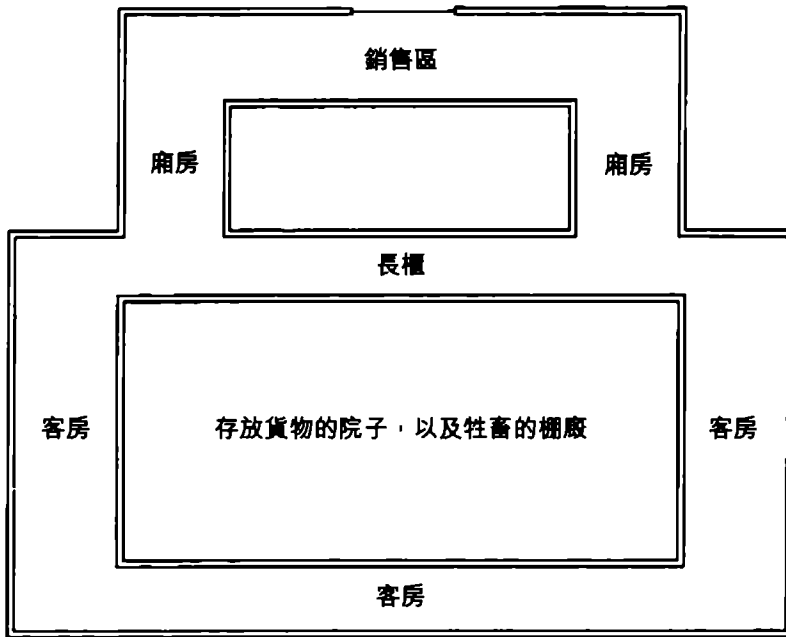 銷售區
廂房
廂房
長櫃
客房
存放貨物的院子，以及牲畜的棚廄
客房
客房